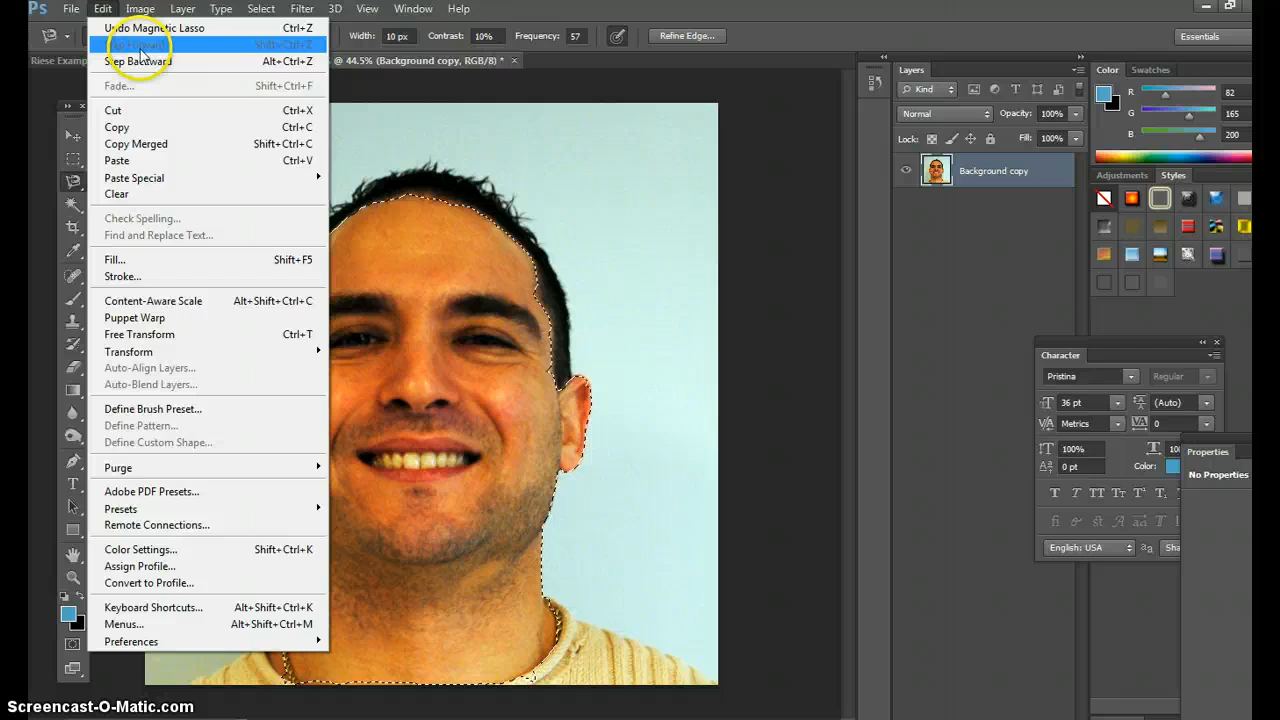 Ps File Edit Image Layer Type Select Filter 3D View Window Help
Width: 10 px Contrast: 10% Frequency: 57 Refine Edge... Essentials
Riese Examp @ 44.5% (Background copy, RGB/8) * ×
Undo Magnetic Lasso Ctrl+Z
Shift+Ctrl+Z
Step Backward Alt+Ctrl+Z
Fade... Shift+Ctrl+F
Cut Ctrl+X
Copy Ctrl+C
Copy Merged Shift+Ctrl+C
Paste Ctrl+V
Paste Special
Clear
Check Spelling...
Find and Replace Text...
Fill... Shift+F5
Stroke...
Content-Aware Scale Alt+Shift+Ctrl+C
Puppet Warp
Free Transform Ctrl+T
Transform
Auto-Align Layers...
Auto-Blend Layers...
Define Brush Preset...
Define Pattern...
Define Custom Shape...
Purge
Adobe PDF Presets...
Presets
Remote Connections...
Color Settings... Shift+Ctrl+K
Assign Profile...
Convert to Profile...
Keyboard Shortcuts... Alt+Shift+Ctrl+K
Menus... Alt+Shift+Ctrl+M
Preferences
Layers
Kind
Normal Opacity: 100%
Lock: Fill: 100%
Background copy
Color Swatches
R 82
G 165
B 200
Adjustments Styles
Character
Pristina Regular
36 pt (Auto)
Metrics 0
100% 100
0 pt Color:
English: USA aa Sha
Properties
No Properties
Screencast-O-Matic.com